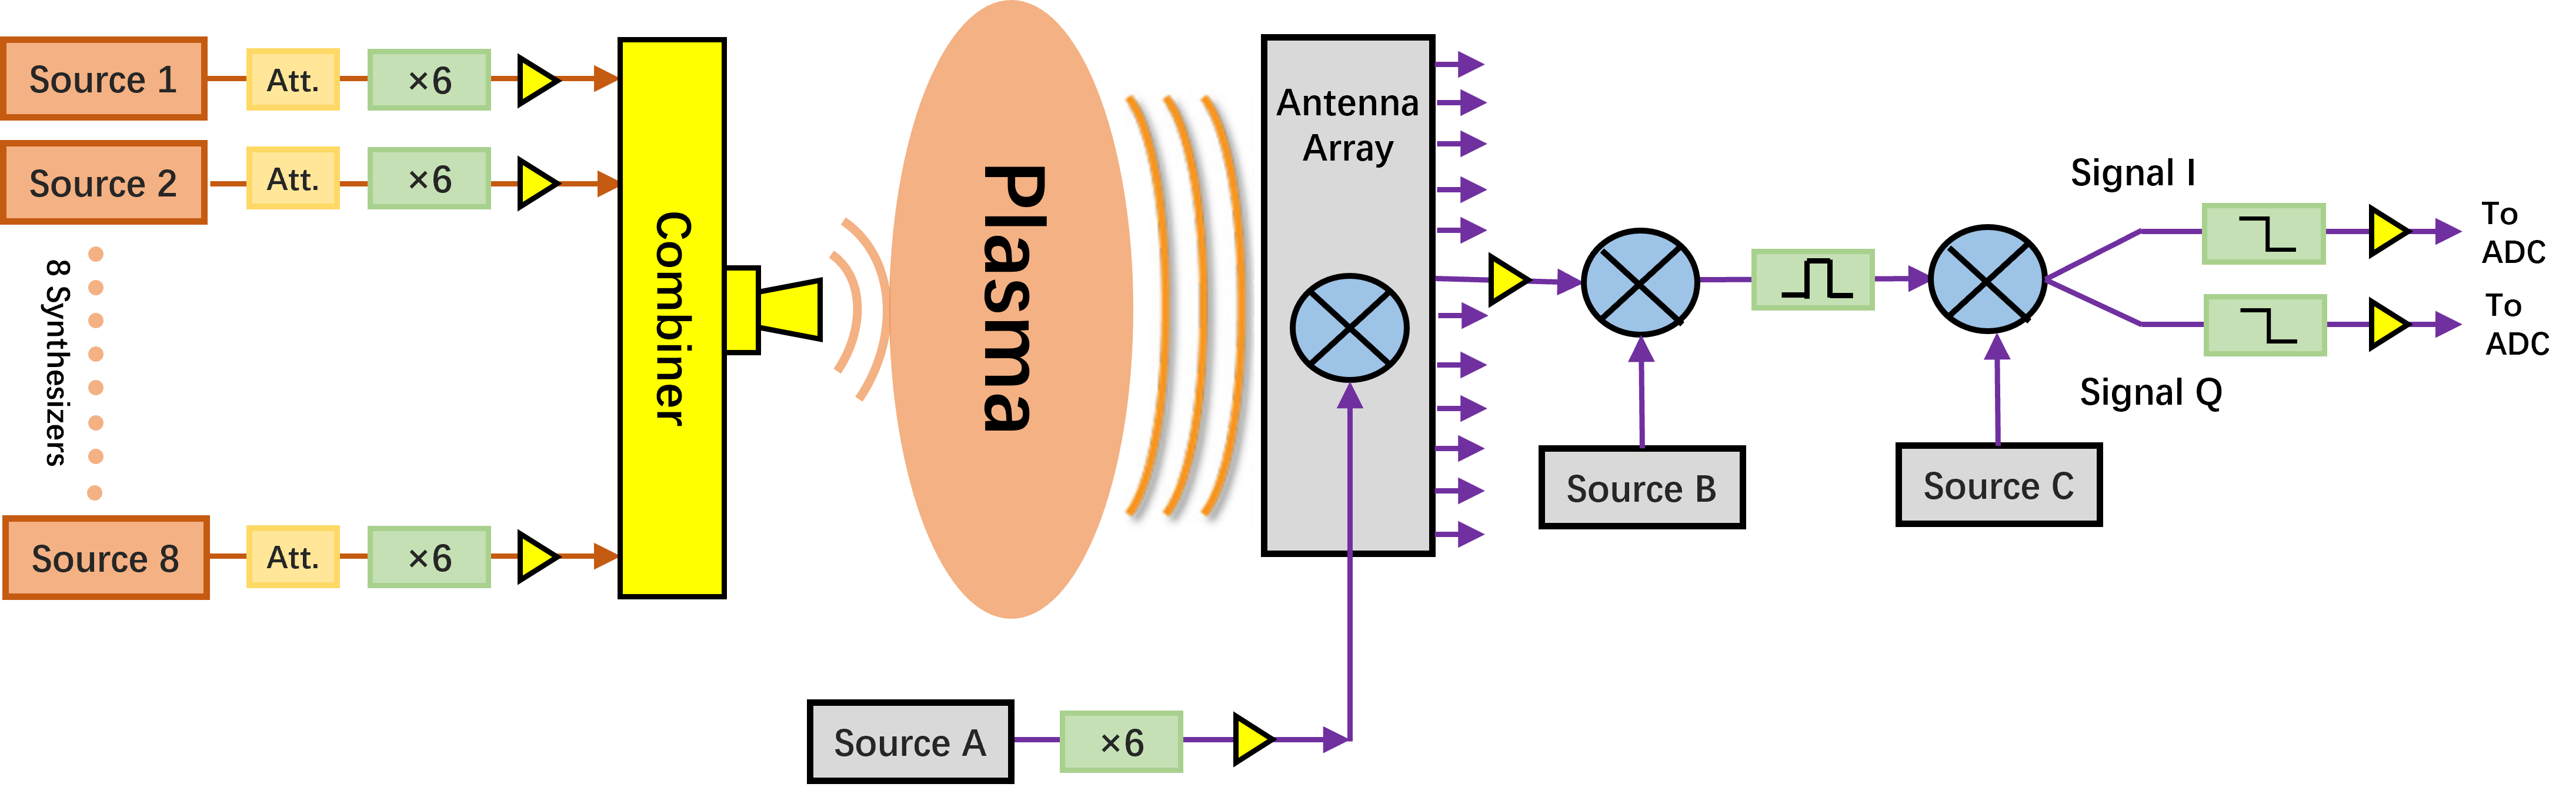 Source 1
Att.
×6
Source 2
Att.
×6
8 Synthesizers
Source 8
Att.
×6
Combiner
Plasma
Antenna
Array
Source A
×6
Source B
Source C
Signal I
Signal Q
To
ADC
To
ADC